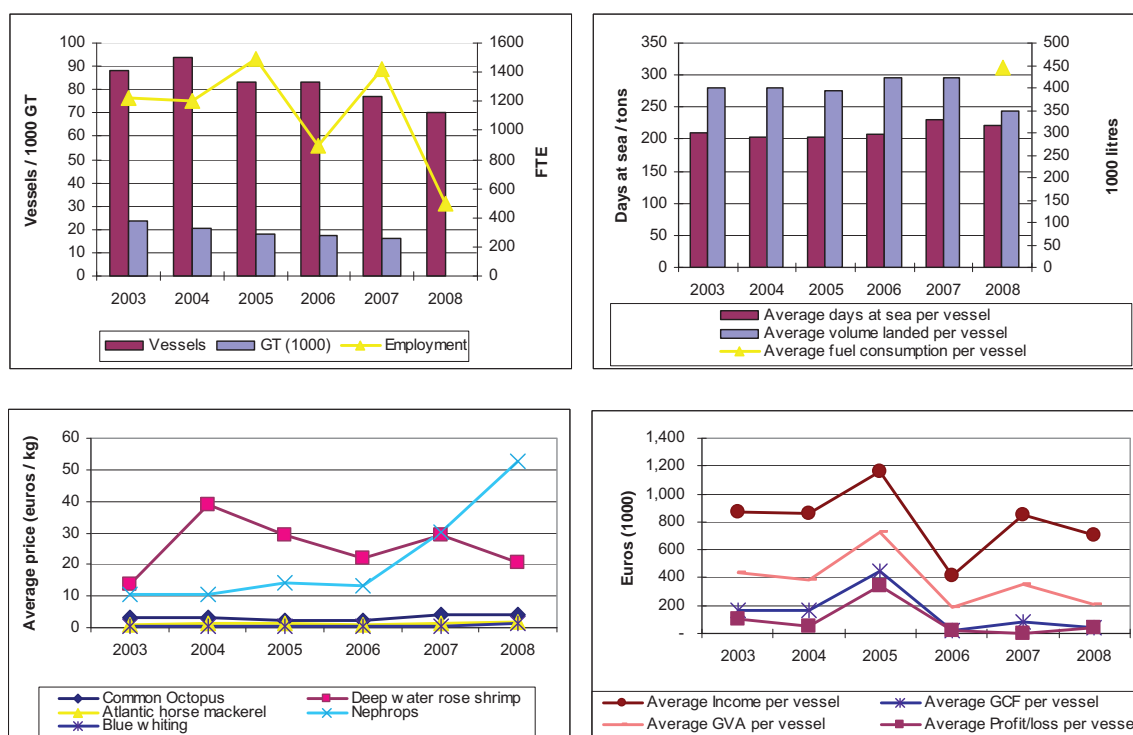 Vessels / 1000 GT
100
90
80
70
60
50
40
30
20
10
0
1600
1400
1200
1000
800
600
400
200
0
FTE
2003 2004 2005 2006 2007 2008
Vessels GT (1000) Employment
Days at sea / tons
350
300
250
200
150
100
50
0
500
450
400
350
300
250
200
150
100
50
0
1000 litres
2003 2004 2005 2006 2007 2008
Average days at sea per vessel
Average volume landed per vessel
Average fuel consumption per vessel
Average price (euros / kg)
60
50
40
30
20
10
0
2003 2004 2005 2006 2007 2008
Common Octopus Deep water rose shrimp
Atlantic horse mackerel Nephrops
Blue whiting
Euros (1000)
1,400
1,200
1,000
800
600
400
200
-
2003 2004 2005 2006 2007 2008
Average Income per vessel Average GCF per vessel
Average GVA per vessel Average Profit/loss per vessel